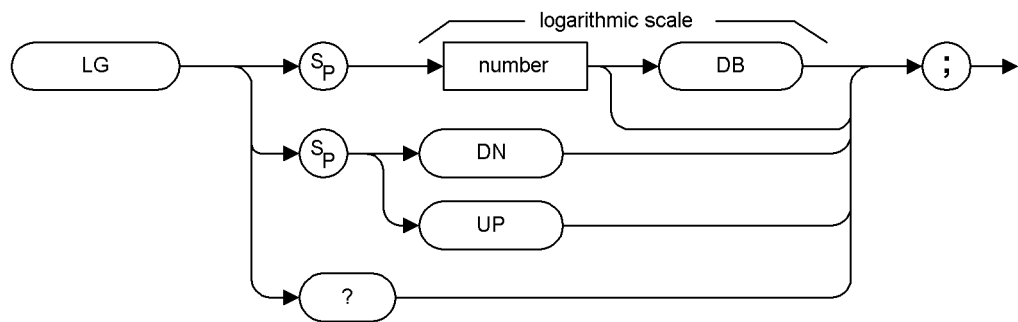 logarithmic scale
LG SP number DB ;
SP DN
UP
?